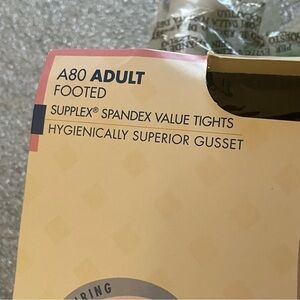 A80 ADULT
FOOTED
SUPPLEX® SPANDEX VALUE TIGHTS
HYGIENICALLY SUPERIOR GUSSET